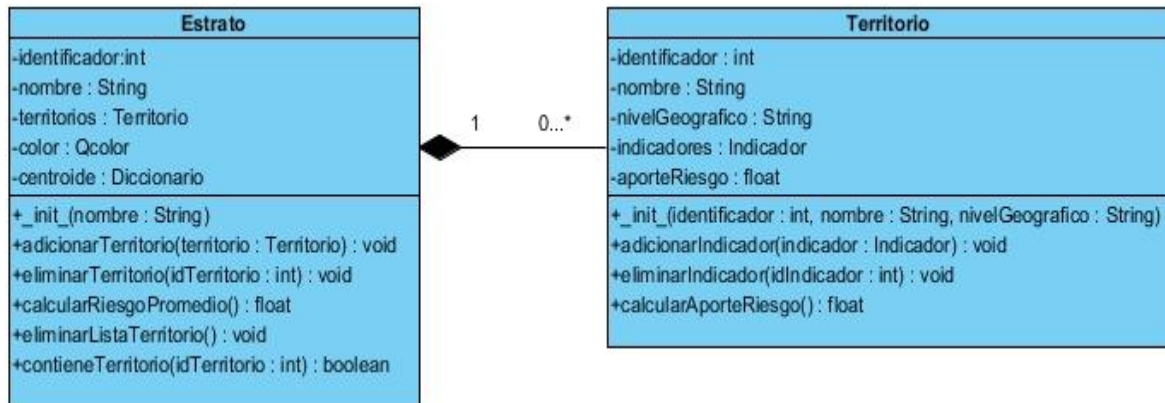 Estrato
-identificador:int
-nombre : String
-territorios : Territorio
-color : Qcolor
-centroide : Diccionario
+_init_(nombre : String)
+adicionarTerritorio(territorio : Territorio) : void
+eliminarTerritorio(idTerritorio : int) : void
+calcularRiesgoPromedio() : float
+eliminarListaTerritorio() : void
+contieneTerritorio(idTerritorio : int) : boolean
1 0...*
Territorio
-identificador : int
-nombre : String
-nivelGeografico : String
-indicadores : Indicador
-aporteRiesgo : float
+_init_(identificador : int, nombre : String, nivelGeografico : String)
+adicionarIndicador(indicador : Indicador) : void
+eliminarIndicador(idIndicador : int) : void
+calcularAporteRiesgo() : float